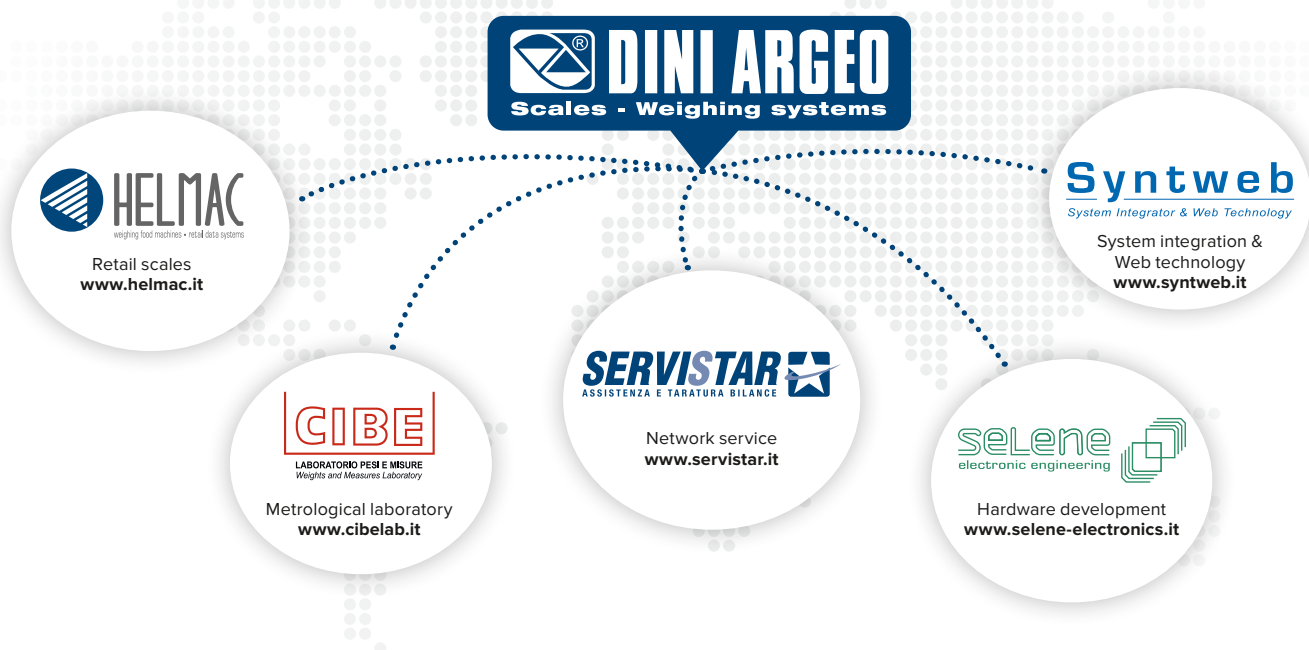 ®
DINI ARGEO
Scales - Weighing systems
HELMAC
weighing food machines • retail data systems
Retail scales
www.helmac.it
CIBE
LABORATORIO PESI E MISURE
Weights and Measures Laboratory
Metrological laboratory
www.cibelab.it
SERVISTAR
ASSISTENZA E TARATURA BILANCE
Network service
www.servistar.it
seLene
electronic engineering
Hardware development
www.selene-electronics.it
Syntweb
System Integrator & Web Technology
System integration &
Web technology
www.syntweb.it